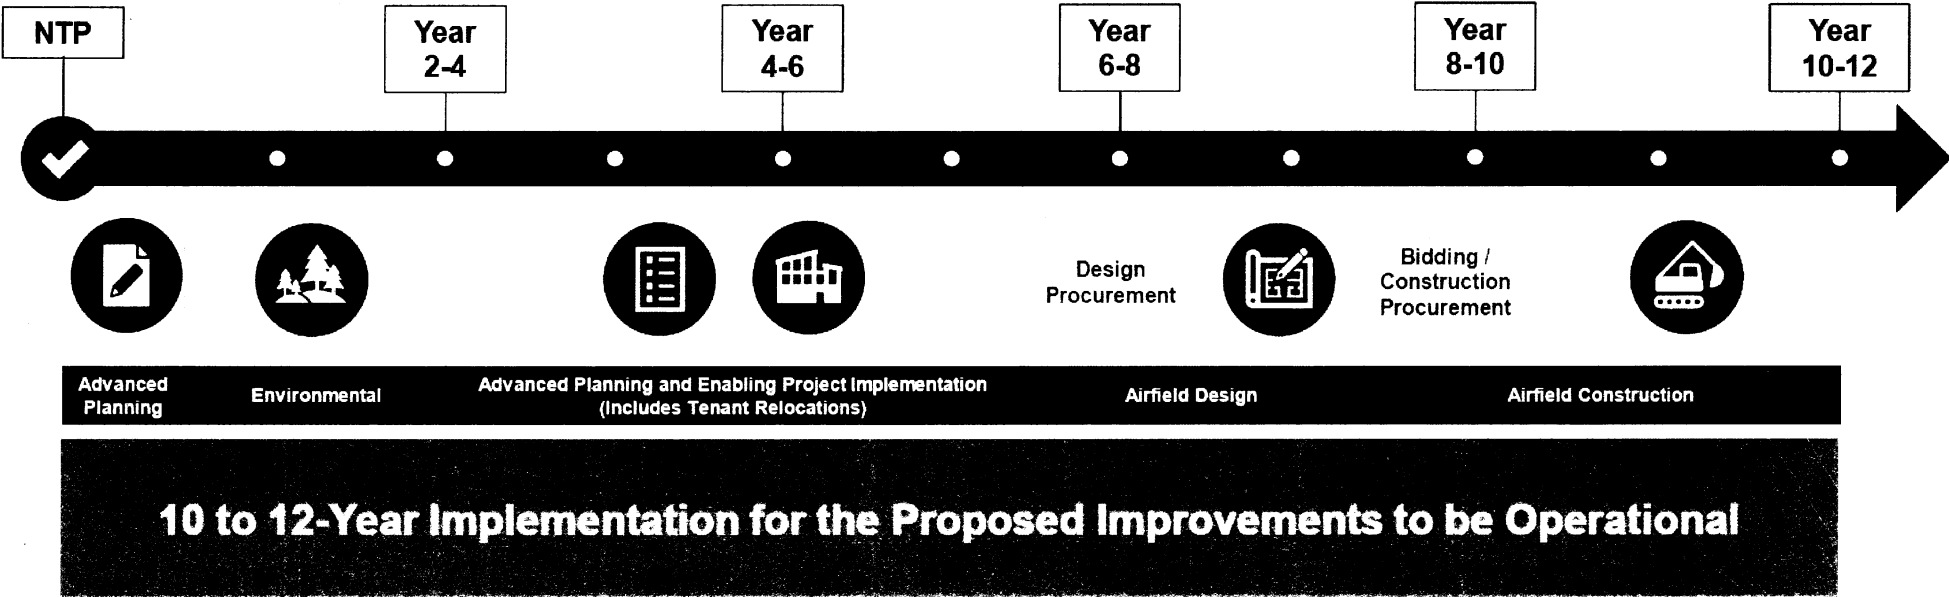 NTP
Year
2-4
Year
4-6
Year
6-8
Year
8-10
Year
10-12
Design
Procurement
Bidding /
Construction
Procurement
Advanced
Planning
Environmental
Advanced Planning and Enabling Project Implementation
(Includes Tenant Relocations)
Airfield Design
Airfield Construction
10 to 12-Year Implementation for the Proposed Improvements to be Operational